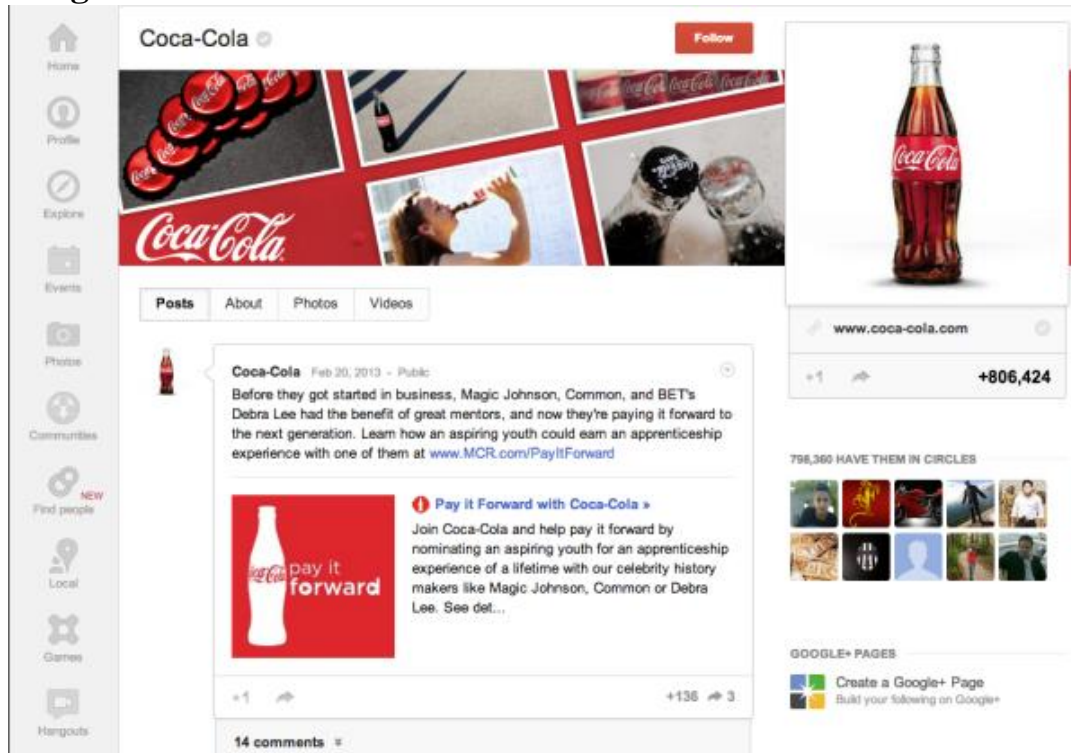 Home
Profile
Explore
Events
Photos
Communities
Find people
NEW
Local
Games
Hangouts
Coca-Cola
Follow
Coca-Cola
Coca-Cola
Posts
About
Photos
Videos
Coca-Cola Feb 20, 2013 - Public
Before they got started in business, Magic Johnson, Common, and BET's
Debra Lee had the benefit of great mentors, and now they're paying it forward to
the next generation. Learn how an aspiring youth could earn an apprenticeship
experience with one of them at www.MCR.com/PayItForward
Coca-Cola
pay it
forward
Pay it Forward with Coca-Cola »
Join Coca-Cola and help pay it forward by
nominating an aspiring youth for an apprenticeship
experience of a lifetime with our celebrity history
makers like Magic Johnson, Common or Debra
Lee. See det...
+1
+136
3
14 comments
www.coca-cola.com
+1
+806,424
798,360 HAVE THEM IN CIRCLES
GOOGLE+ PAGES
Create a Google+ Page
Build your following on Google+